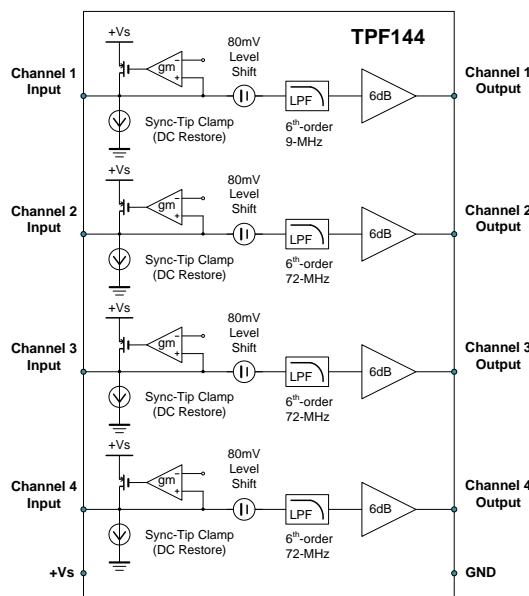 TPF144
+Vs
gm
−
+
80mV
Level
Shift
Channel 1
Input
LPF
6dB
Channel 1
Output
Sync-Tip Clamp
(DC Restore)
6th-order
9-MHz
+Vs
gm
−
+
80mV
Level
Shift
Channel 2
Input
LPF
6dB
Channel 2
Output
Sync-Tip Clamp
(DC Restore)
6th-order
72-MHz
+Vs
gm
−
+
80mV
Level
Shift
Channel 3
Input
LPF
6dB
Channel 3
Output
Sync-Tip Clamp
(DC Restore)
6th-order
72-MHz
+Vs
gm
−
+
80mV
Level
Shift
Channel 4
Input
LPF
6dB
Channel 4
Output
Sync-Tip Clamp
(DC Restore)
6th-order
72-MHz
+Vs
GND